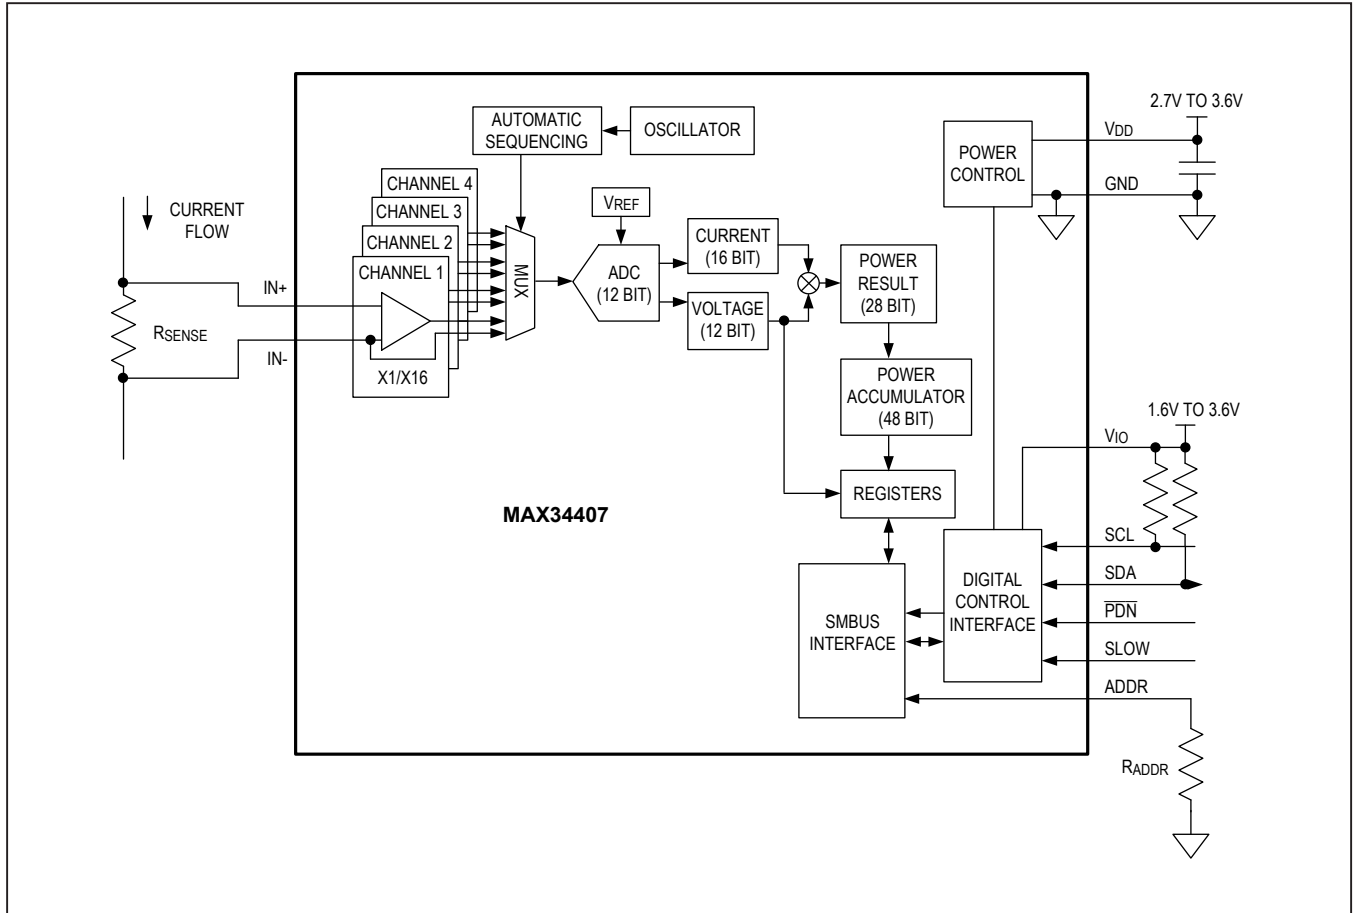 2.7V TO 3.6V
AUTOMATIC
SEQUENCING
OSCILLATOR
POWER
CONTROL
VDD
GND
CHANNEL 4
CHANNEL 3
CHANNEL 2
CHANNEL 1
X1/X16
CURRENT
FLOW
IN+
RSENSE
IN-
MUX
VREF
ADC
(12 BIT)
CURRENT
(16 BIT)
VOLTAGE
(12 BIT)
POWER
RESULT
(28 BIT)
POWER
ACCUMULATOR
(48 BIT)
REGISTERS
MAX34407
1.6V TO 3.6V
VIO
SCL
SDA
PDN
SLOW
ADDR
DIGITAL
CONTROL
INTERFACE
SMBUS
INTERFACE
RADDR